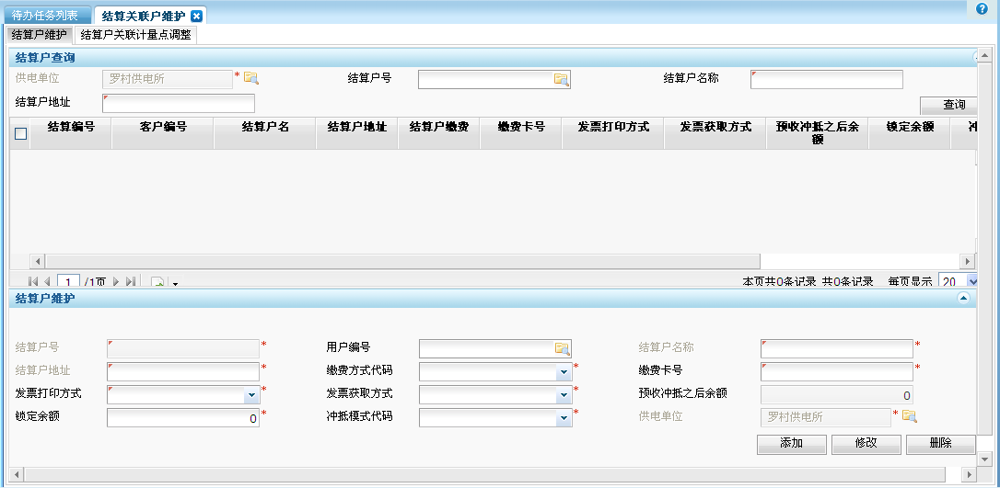 待办任务列表 结算关联户维护
结算户维护 结算户关联计量点调整
结算户查询
供电单位 罗村供电所 * 结算户号 结算户名称
结算户地址
查询
结算编号 客户编号 结算户名 结算户地址 结算户缴费 缴费卡号 发票打印方式 发票获取方式 预收冲抵之后余额 锁定余额
1 /1页 本页共0条记录 共0条记录 每页显示 20
结算户维护
结算户号 * 用户编号 结算户名称 *
结算户地址 * 缴费方式代码 * 缴费卡号 *
发票打印方式 * 发票获取方式 * 预收冲抵之后余额 0
锁定余额 0 * 冲抵模式代码 * 供电单位 罗村供电所 *
添加 修改 删除